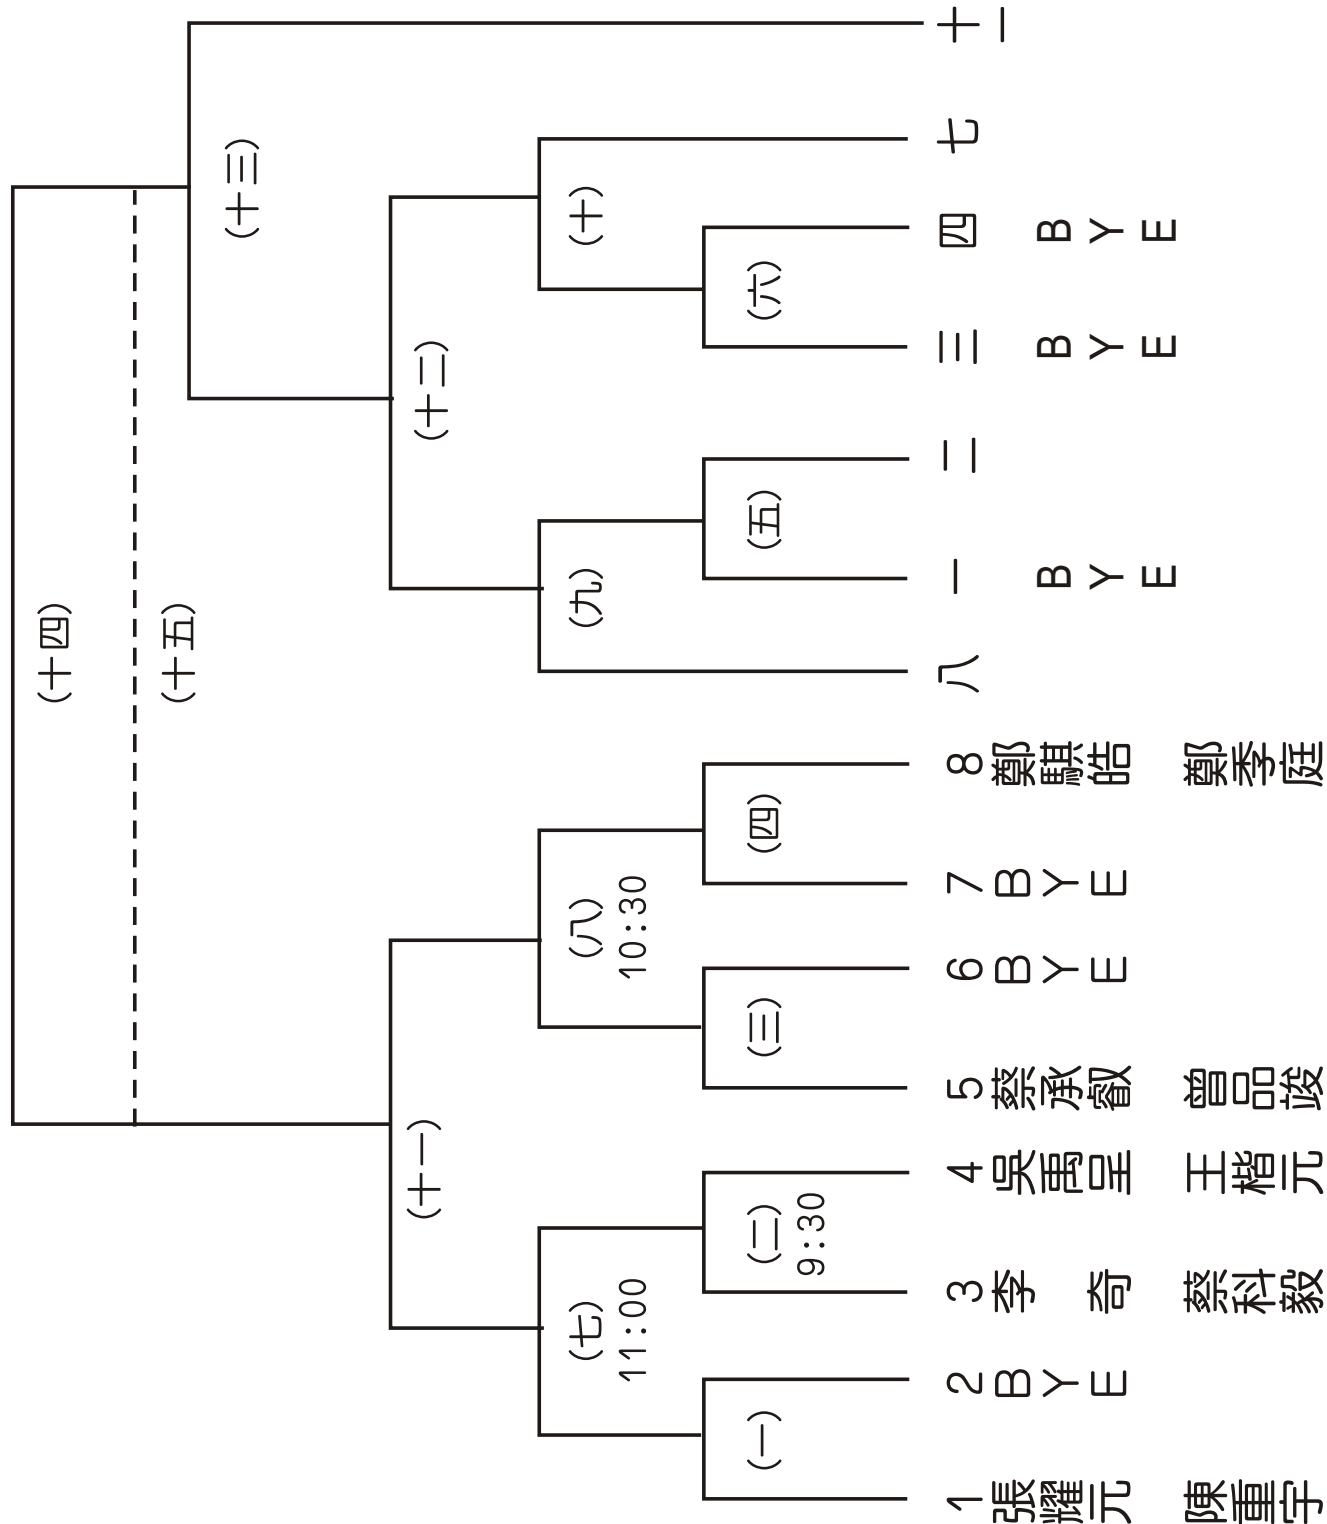 (十四)
(十五)
(十三)
(十一)
(十二)
(七)
11:00
(八)
10:30
(九)
(十)
(一)
(二)
9:30
(三)
(四)
(五)
(六)
1 張耀元 陳重宇
2 BYE
3 李 奇 蔡科毅
4 吳禹呈 王楷元
5 蔡承叡 曾品竣
6 BYE
7 BYE
8 鄭騏皓 鄭季庭
八
一 BYE
二
三 BYE
四 BYE
七
十一